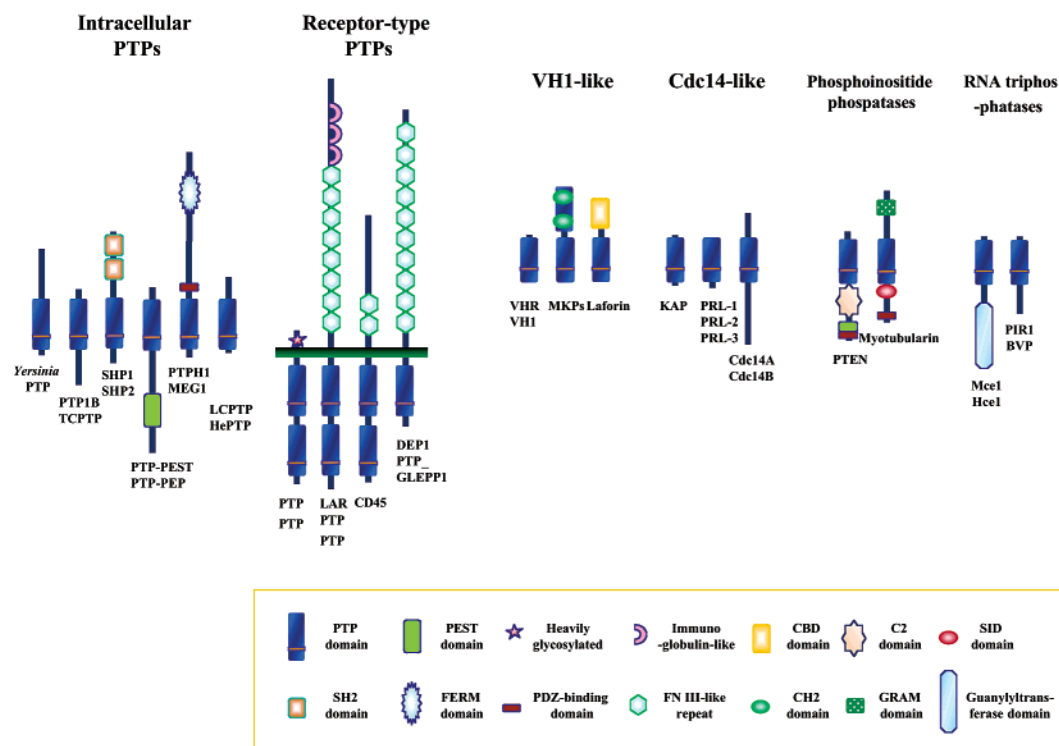 Intracellular
PTPs
Receptor-type
PTPs
VH1-like
Cdc14-like
Phosphoinositide
phospatases
RNA triphos
-phatases
Yersinia
PTP
PTP1B
TCPTP
SHP1
SHP2
PTP-PEST
PTP-PEP
PTPH1
MEG1
LCPTP
HePTP
PTP
PTP
LAR
PTP
PTP
CD45
DEP1
PTP_
GLEPP1
VHR
VH1
MKPs
Laforin
KAP
PRL-1
PRL-2
PRL-3
Cdc14A
Cdc14B
PTEN
Myotubularin
Mce1
Hce1
PIR1
BVP
PTP
domain
PEST
domain
Heavily
glycosylated
Immuno
-globulin-like
CBD
domain
C2
domain
SID
domain
SH2
domain
FERM
domain
PDZ-binding
domain
FN III-like
repeat
CH2
domain
GRAM
domain
Guanylyltrans-
ferase domain